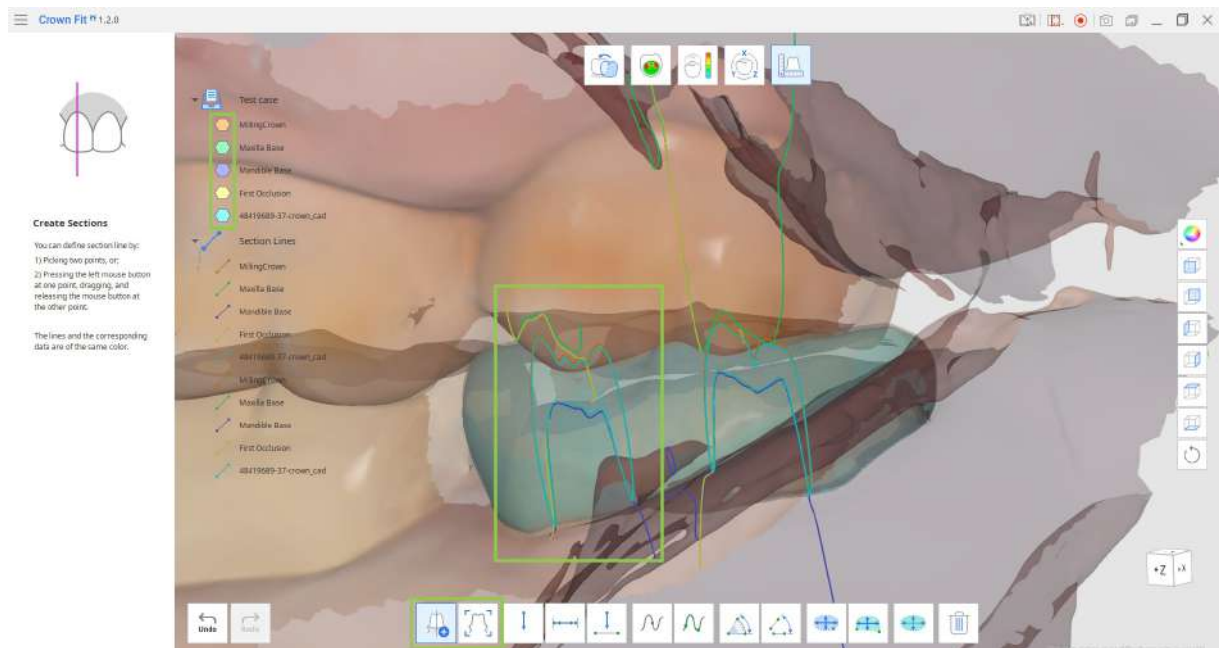 Crown Fit 1.2.0
Create Sections
You can define section line by:
1) Picking two points, or;
2) Pressing the left mouse button
at one point, dragging, and
releasing the mouse button at
the other point.
The lines and the corresponding
data are of the same color.
Test case
MillingCrown
Maxilla Base
Mandible Base
First Occlusion
48419689-37-crown_cad
Section Lines
MillingCrown
Maxilla Base
Mandible Base
First Occlusion
48419689-37-crown_cad
MillingCrown
Maxilla Base
Mandible Base
First Occlusion
48419689-37-crown_cad
X
Y
Z
+Z
+X
Undo
Redo